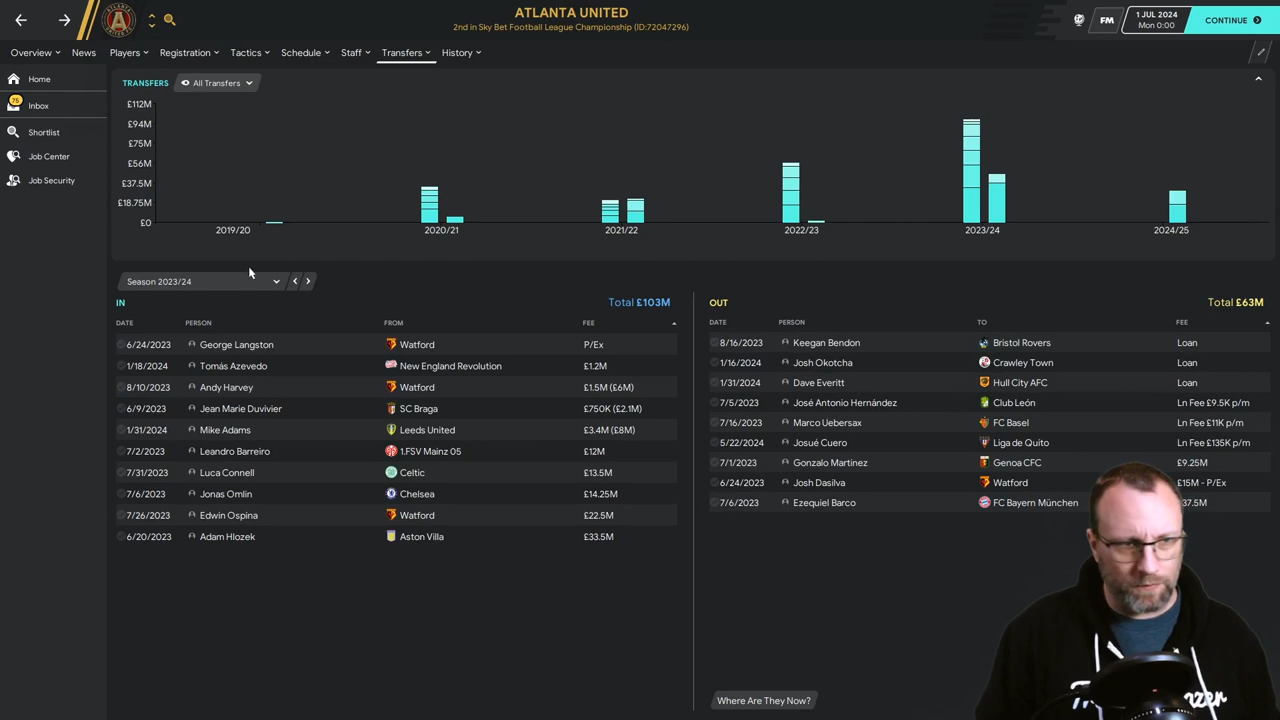 ATLANTA UNITED
2nd in Sky Bet Football League Championship (ID:72047296)
FM
1 JUL 2024
Mon 0:00
CONTINUE
Overview
News
Players
Registration
Tactics
Schedule
Staff
Transfers
History
Home
75
Inbox
Shortlist
Job Center
Job Security
TRANSFERS
All Transfers
£112M
£94M
£75M
£56M
£37.5M
£18.75M
£0
2019/20
2020/21
2021/22
2022/23
2023/24
2024/25
Season 2023/24
IN
Total £103M
DATE PERSON FROM FEE
6/24/2023 George Langston Watford P/Ex
1/18/2024 Tomás Azevedo New England Revolution £1.2M
8/10/2023 Andy Harvey Watford £1.5M (£6M)
6/9/2023 Jean Marie Duvivier SC Braga £750K (£2.1M)
1/31/2024 Mike Adams Leeds United £3.4M (£8M)
7/2/2023 Leandro Barreiro 1.FSV Mainz 05 £12M
7/31/2023 Luca Connell Celtic £13.5M
7/6/2023 Jonas Omlin Chelsea £14.25M
7/26/2023 Edwin Ospina Watford £22.5M
6/20/2023 Adam Hlozek Aston Villa £33.5M
OUT
Total £63M
DATE PERSON TO FEE
8/16/2023 Keegan Bendon Bristol Rovers Loan
1/16/2024 Josh Okotcha Crawley Town Loan
1/31/2024 Dave Everitt Hull City AFC Loan
7/5/2023 José Antonio Hernández Club León Ln Fee £9.5K p/m
7/16/2023 Marco Uebersax FC Basel Ln Fee £11K p/m
5/22/2024 Josué Cuero Liga de Quito Ln Fee £135K p/m
7/1/2023 Gonzalo Martinez Genoa CFC £9.25M
6/24/2023 Josh Dasilva Watford £15M - P/Ex
7/6/2023 Ezequiel Barco FC Bayern München 37.5M
Where Are They Now?